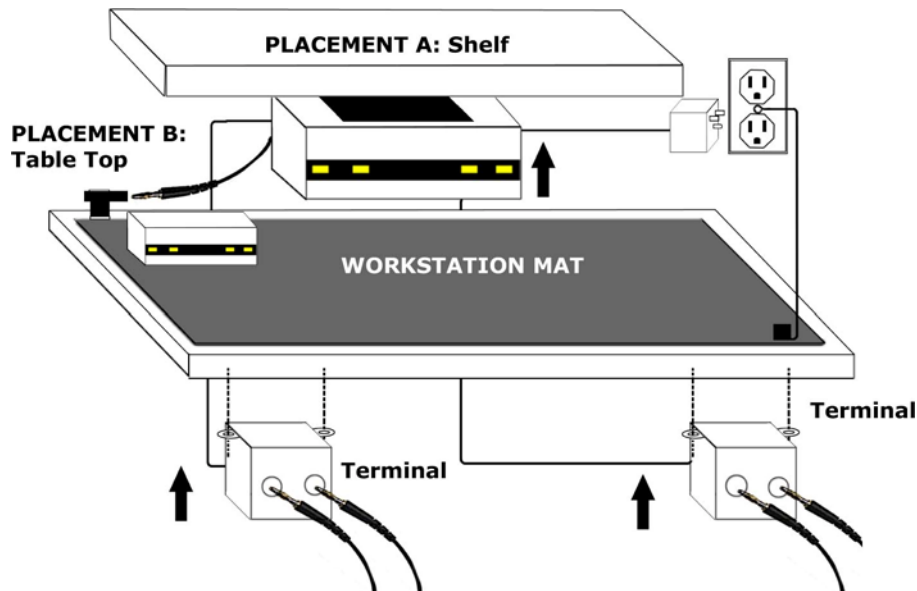 PLACEMENT A: Shelf
PLACEMENT B:
Table Top
WORKSTATION MAT
Terminal
Terminal